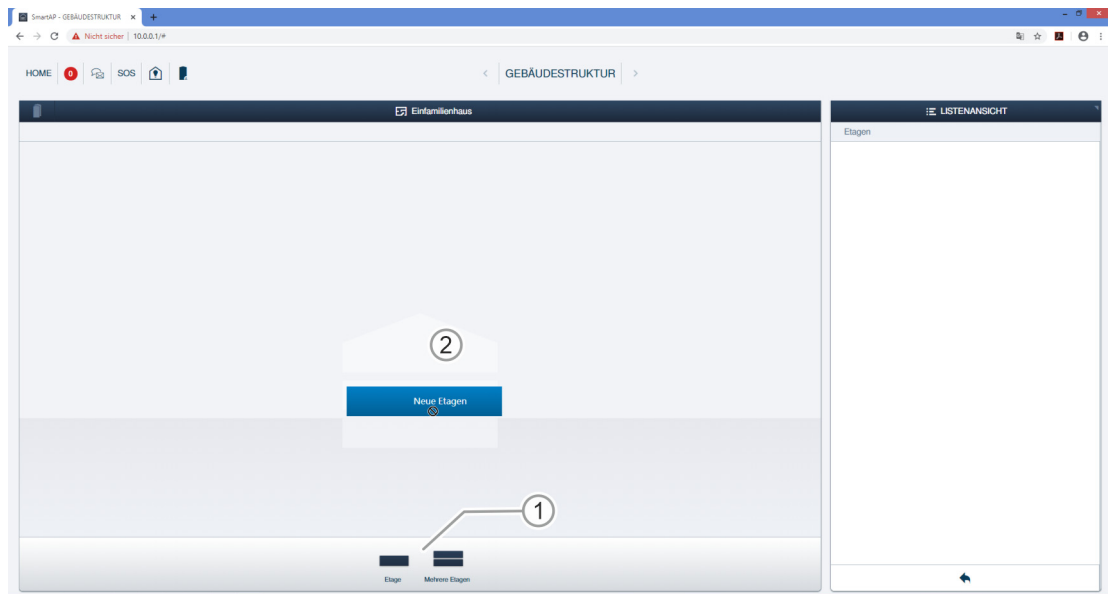 SmartAP - GEBÄUDESTRUKTUR
Nicht sicher | 10.0.0.1/#
HOME 0 SOS GEBÄUDESTRUKTUR
Einfamilienhaus
LISTENANSICHT
Etagen
2
Neue Etagen
1
Etage Mehrere Etagen